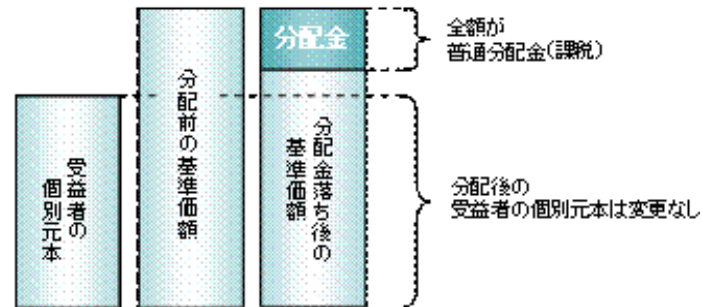 分配金
全額が
普通分配金(課税)
受益者の
個別元本
分配前の基準価額
分配金落ち後の
基準価額
分配後の
受益者の個別元本は変更なし